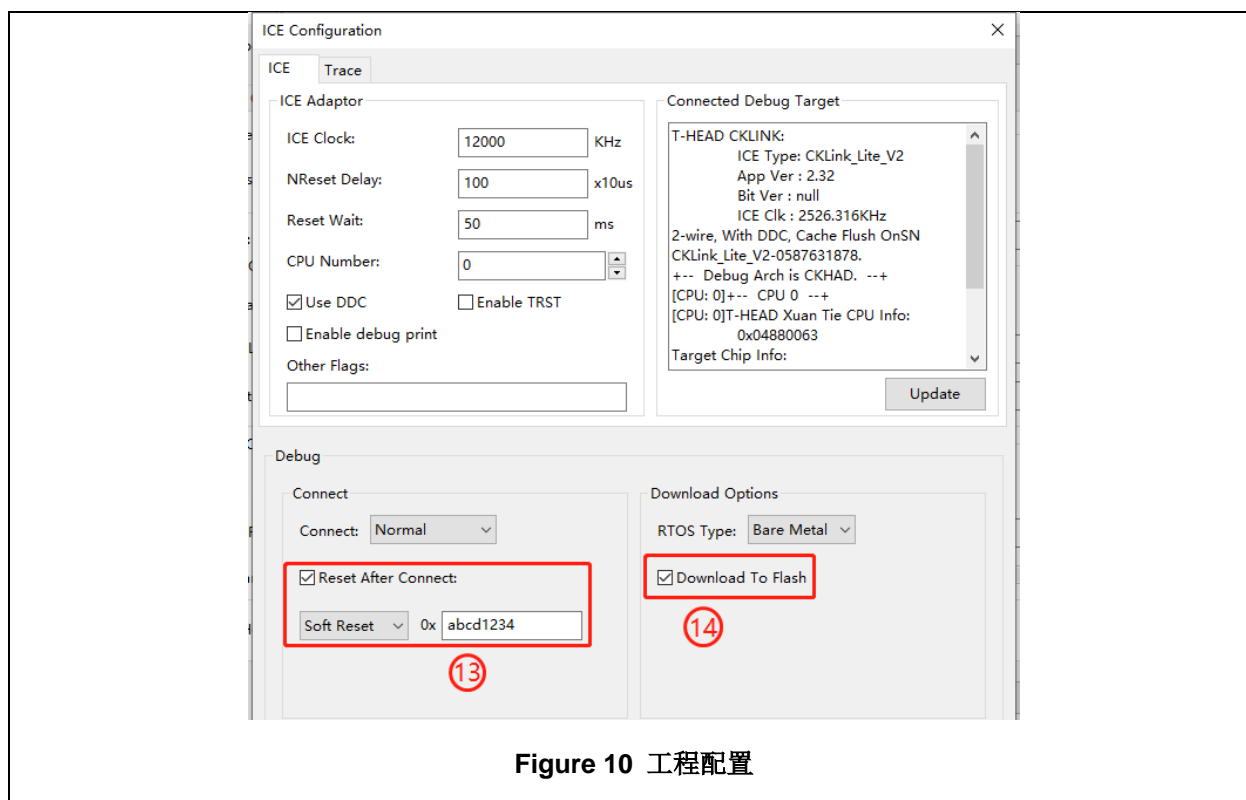 ICE Configuration
ICE
Trace
ICE Adaptor
ICE Clock:
12000
KHz
NReset Delay:
100
x10us
Reset Wait:
50
ms
CPU Number:
0
Use DDC
Enable TRST
Enable debug print
Other Flags:
Connected Debug Target
T-HEAD CKLINK:
ICE Type: CKLink_Lite_V2
App Ver : 2.32
Bit Ver : null
ICE Clk : 2526.316KHz
2-wire, With DDC, Cache Flush OnSN
CKLink_Lite_V2-0587631878.
+-- Debug Arch is CKHAD. --+
[CPU: 0]+-- CPU 0 --+
[CPU: 0]T-HEAD Xuan Tie CPU Info:
0x04880063
Target Chip Info:
Update
Debug
Connect
Connect:
Normal
Reset After Connect:
Soft Reset
0x
abcd1234
13
Download Options
RTOS Type:
Bare Metal
Download To Flash
14
Figure 10 工程配置